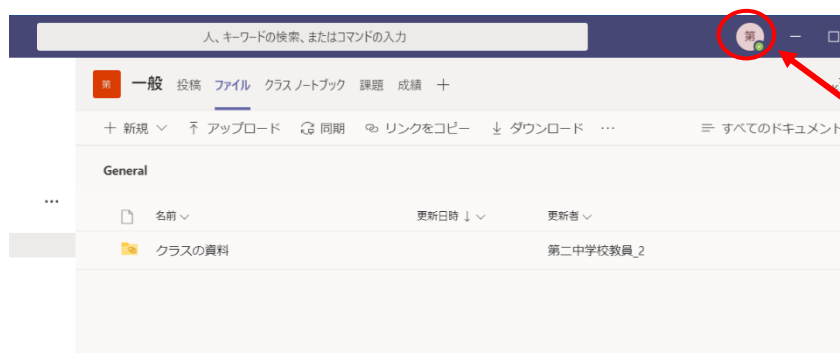 人、キーワードの検索、またはコマンドの入力
第
第 一般 投稿 ファイル クラス ノートブック 課題 成績
新規 アップロード 同期 リンクをコピー ダウンロード … すべてのドキュメント
General
…
名前 更新日時 ↓ 更新者
クラスの資料 第二中学校教員_2